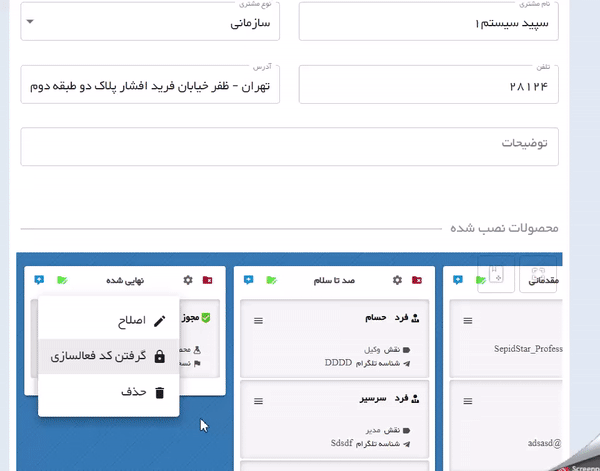 نام مشتری
سپید سیستم۱
نوع مشتری
سازمانی
تلفن
۲۸۱۲۴
آدرس
تهران - ظفر خیابان فرید افشار پلاک دو طبقه دوم
توضیحات
محصولات نصب شده
مقدماتی
SepidStar_Profess
@adsasd
صد تا سلام
فرد حسام
نقش وکیل
شناسه تلگرام DDDD
فرد سرسپر
نقش مدیر
شناسه تلگرام Sdsdf
نهایی شده
مجوز
اصلاح
گرفتن کد فعالسازی
حذف